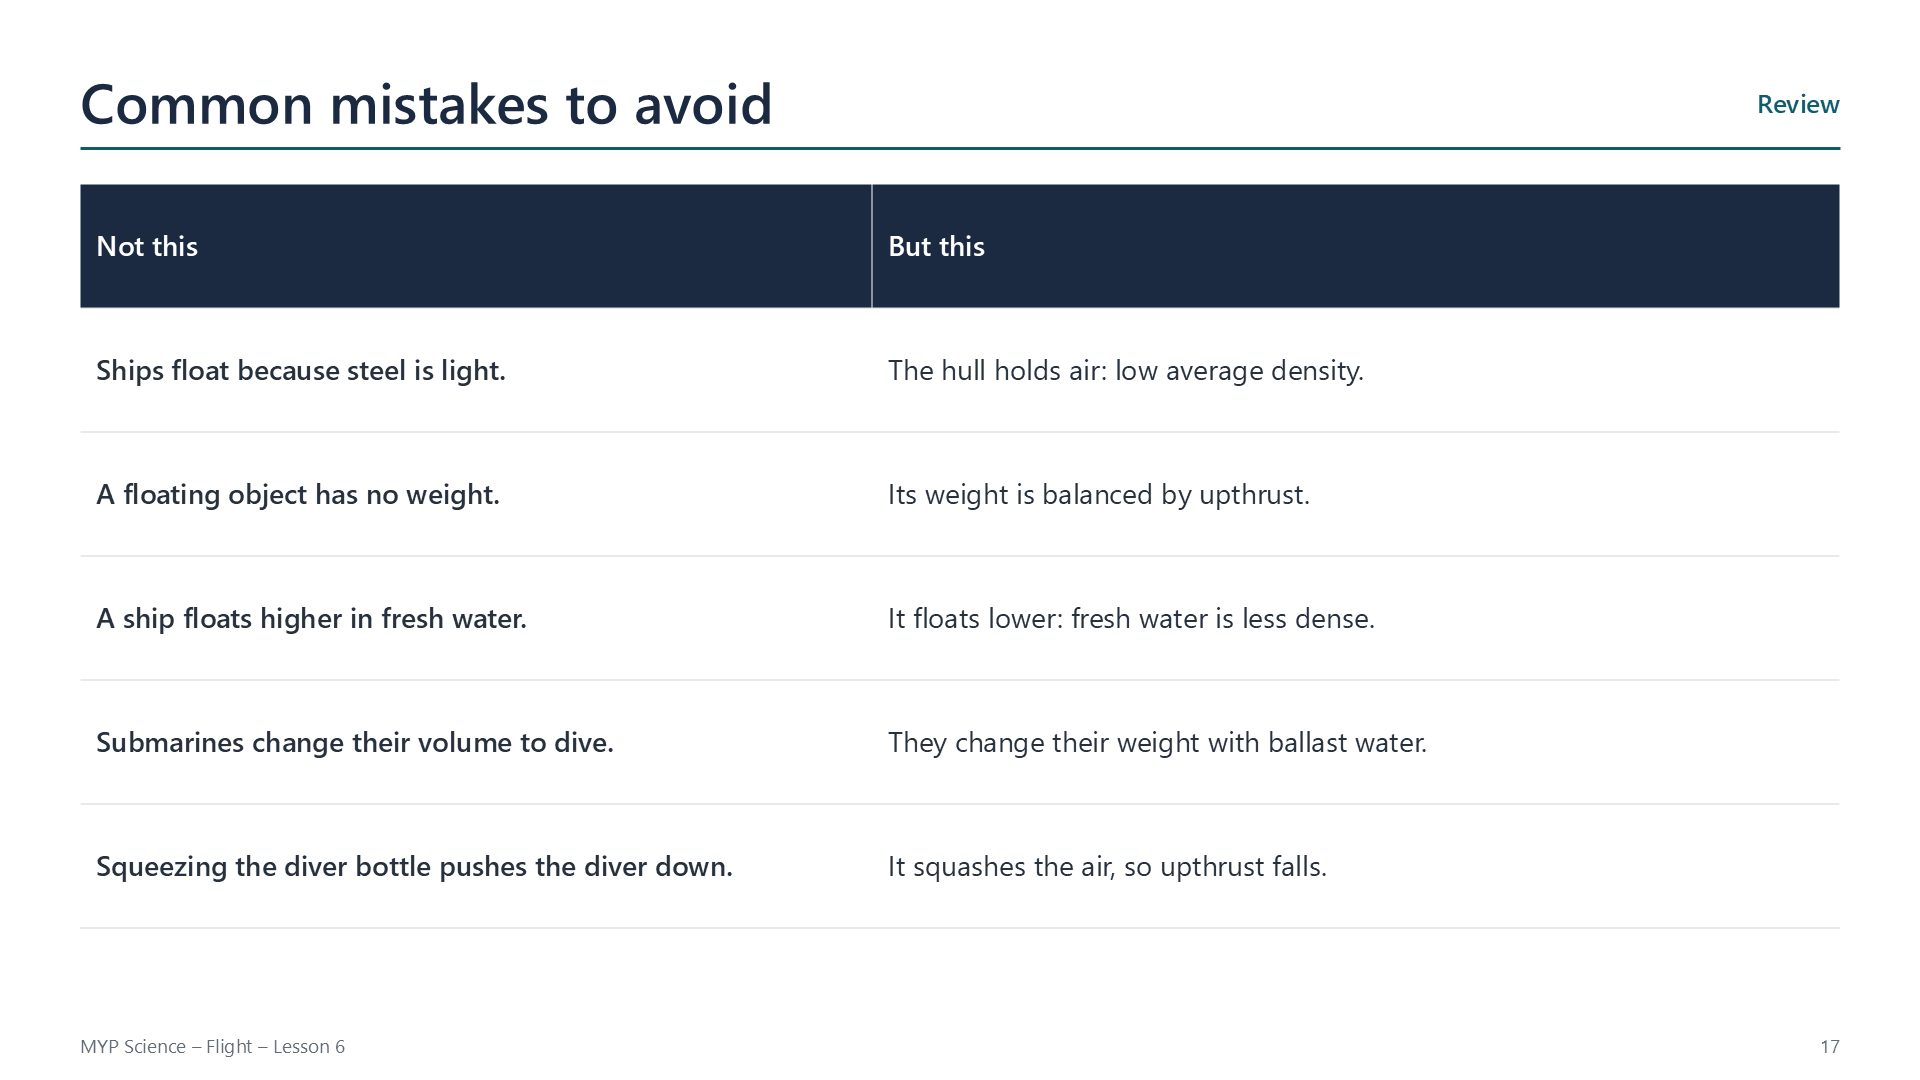 Common mistakes to avoid
Review
Not this
But this
Ships float because steel is light.
The hull holds air: low average density.
A floating object has no weight.
Its weight is balanced by upthrust.
A ship floats higher in fresh water.
It floats lower: fresh water is less dense.
Submarines change their volume to dive.
They change their weight with ballast water.
Squeezing the diver bottle pushes the diver down.
It squashes the air, so upthrust falls.
MYP Science – Flight – Lesson 6
17